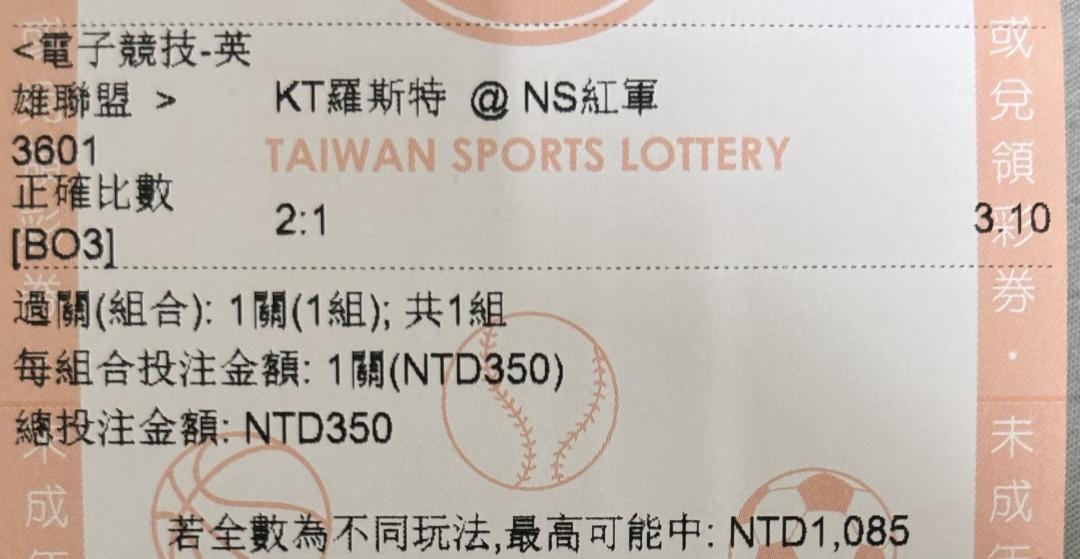 <電子競技-英
雄聯盟 > KT羅斯特 @ NS紅軍
3601
TAIWAN SPORTS LOTTERY
正確比數
2:1 3.10
[BO3]
過關(組合): 1關(1組); 共1組
每組合投注金額: 1關(NTD350)
總投注金額: NTD350
若全數為不同玩法,最高可能中: NTD1,085
或兌領彩券・未成年